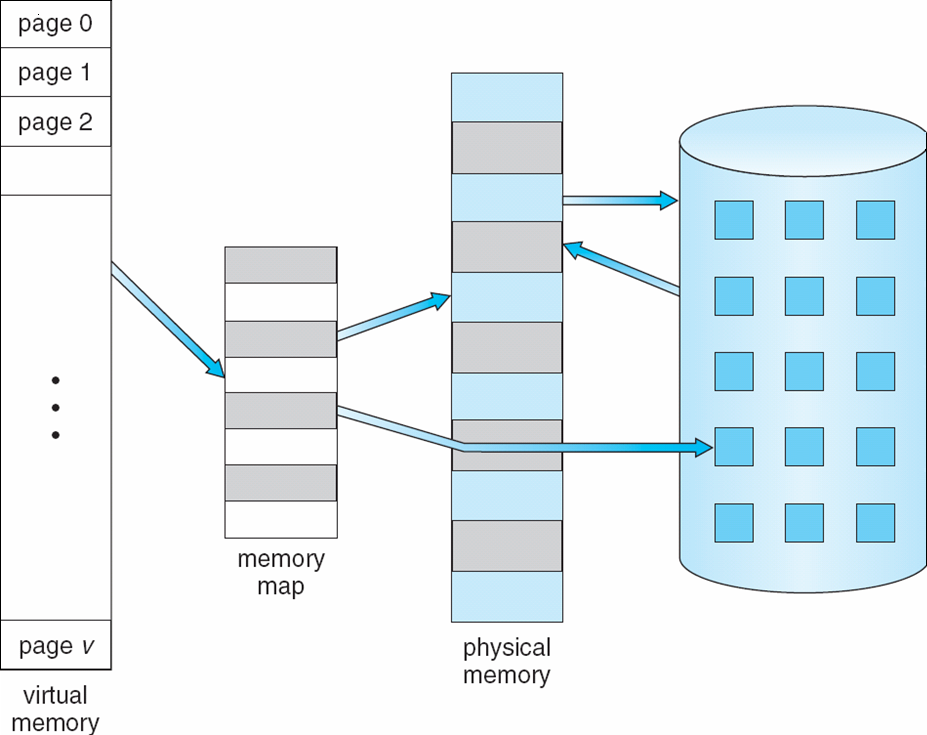 page 0
page 1
page 2
page v
virtual
memory
memory
map
physical
memory